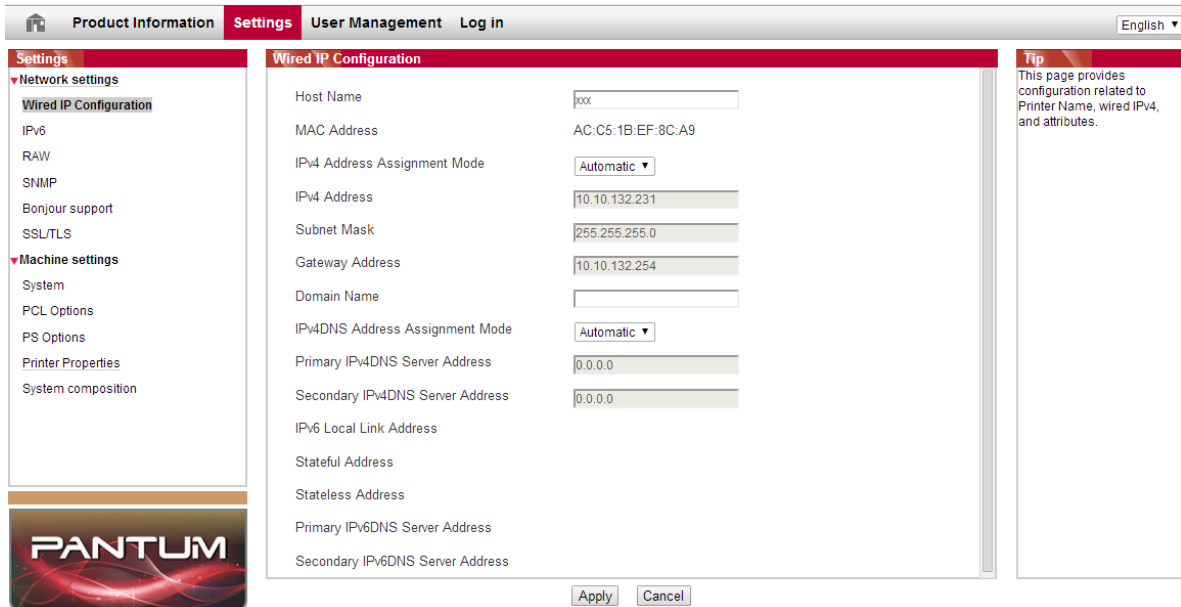 Product Information Settings User Management Log in English
Settings
Network settings
Wired IP Configuration
IPv6
RAW
SNMP
Bonjour support
SSL/TLS
Machine settings
System
PCL Options
PS Options
Printer Properties
System composition
PANTUM
Wired IP Configuration
Host Name xxx
MAC Address AC:C5:1B:EF:8C:A9
IPv4 Address Assignment Mode Automatic
IPv4 Address 10.10.132.231
Subnet Mask 255.255.255.0
Gateway Address 10.10.132.254
Domain Name
IPv4DNS Address Assignment Mode Automatic
Primary IPv4DNS Server Address 0.0.0.0
Secondary IPv4DNS Server Address 0.0.0.0
IPv6 Local Link Address
Stateful Address
Stateless Address
Primary IPv6DNS Server Address
Secondary IPv6DNS Server Address
Apply Cancel
Tip
This page provides
configuration related to
Printer Name, wired IPv4,
and attributes.